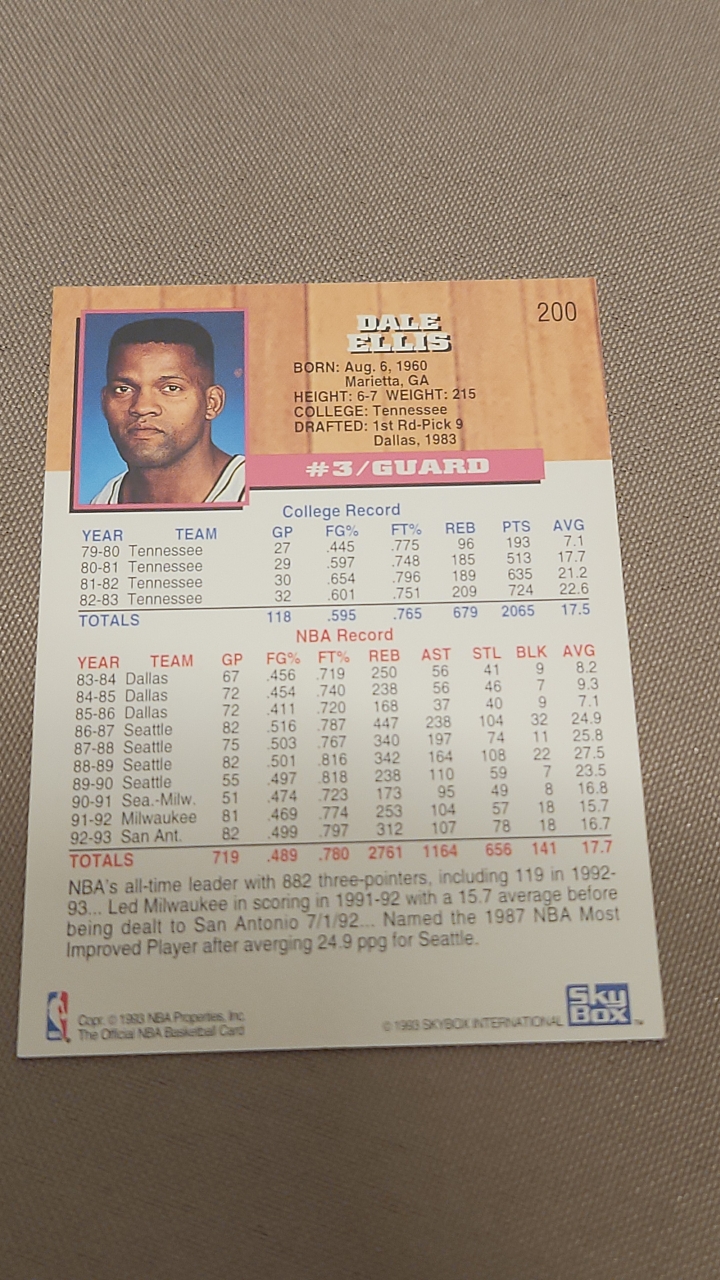 200
DALE
ELLIS
BORN: Aug. 6, 1960
Marietta, GA
HEIGHT: 6-7 WEIGHT: 215
COLLEGE: Tennessee
DRAFTED: 1st Rd-Pick 9
Dallas, 1983
#3/GUARD
College Record
YEAR TEAM GP FG% FT% REB PTS AVG
79-80 Tennessee 27 .445 .775 96 193 7.1
80-81 Tennessee 29 .597 .748 185 513 17.7
81-82 Tennessee 30 .654 .796 189 635 21.2
82-83 Tennessee 32 .601 .751 209 724 22.6
TOTALS 118 .595 .765 679 2065 17.5
NBA Record
YEAR TEAM GP FG% FT% REB AST STL BLK AVG
83-84 Dallas 67 .456 .719 250 56 41 9 8.2
84-85 Dallas 72 .454 .740 238 56 46 7 9.3
85-86 Dallas 72 .411 .720 168 37 40 9 7.1
86-87 Seattle 82 .516 .787 447 238 104 32 24.9
87-88 Seattle 75 .503 .767 340 197 74 11 25.8
88-89 Seattle 82 .501 .816 342 164 108 22 27.5
89-90 Seattle 55 .497 .818 238 110 59 7 23.5
90-91 Sea.-Milw. 51 .474 .723 173 95 49 8 16.8
91-92 Milwaukee 81 .469 .774 253 104 57 18 15.7
92-93 San Ant. 82 .499 .797 312 107 78 18 16.7
TOTALS 719 .489 .780 2761 1164 656 141 17.7
NBA's all-time leader with 882 three-pointers, including 119 in 1992-
93... Led Milwaukee in scoring in 1991-92 with a 15.7 average before
being dealt to San Antonio 7/1/92... Named the 1987 NBA Most
Improved Player after averging 24.9 ppg for Seattle.
Copr. © 1993 NBA Properties, Inc.
The Official NBA Basketball Card
© 1993 SKYBOX INTERNATIONAL
Sky
Box™